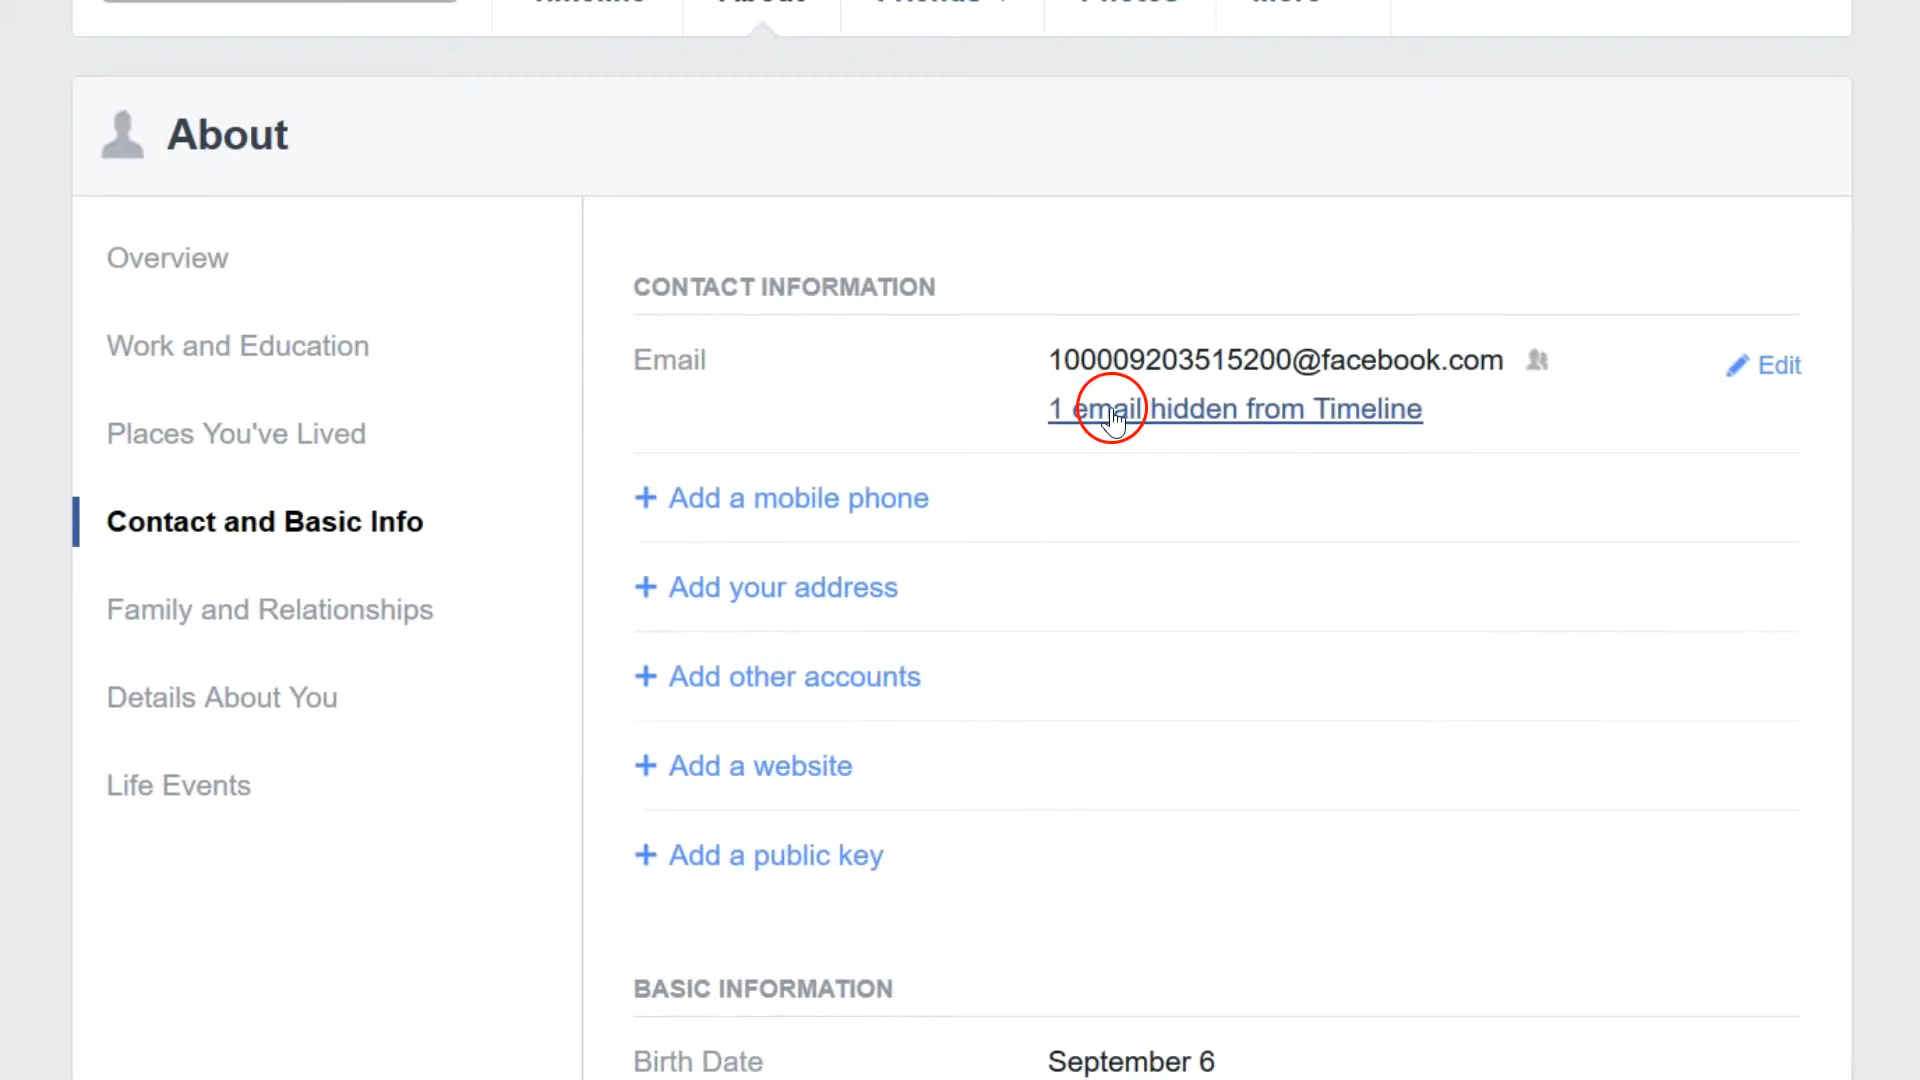 About
Overview
Work and Education
Places You've Lived
Contact and Basic Info
Family and Relationships
Details About You
Life Events
CONTACT INFORMATION
Email 100009203515200@facebook.com Edit
1 email hidden from Timeline
+ Add a mobile phone
+ Add your address
+ Add other accounts
+ Add a website
+ Add a public key
BASIC INFORMATION
Birth Date September 6